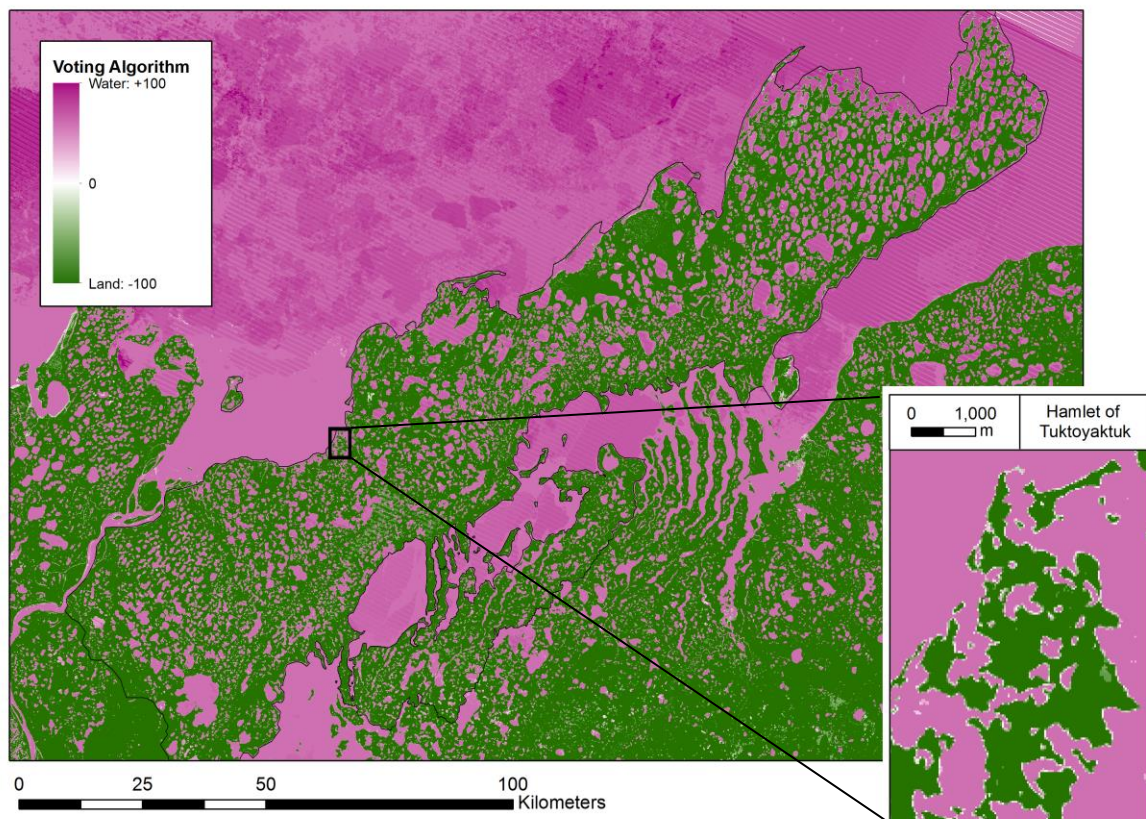 Voting Algorithm
Water: +100
0
Land: -100
0 1,000
m
Hamlet of
Tuktoyaktuk
0 25 50 100
Kilometers